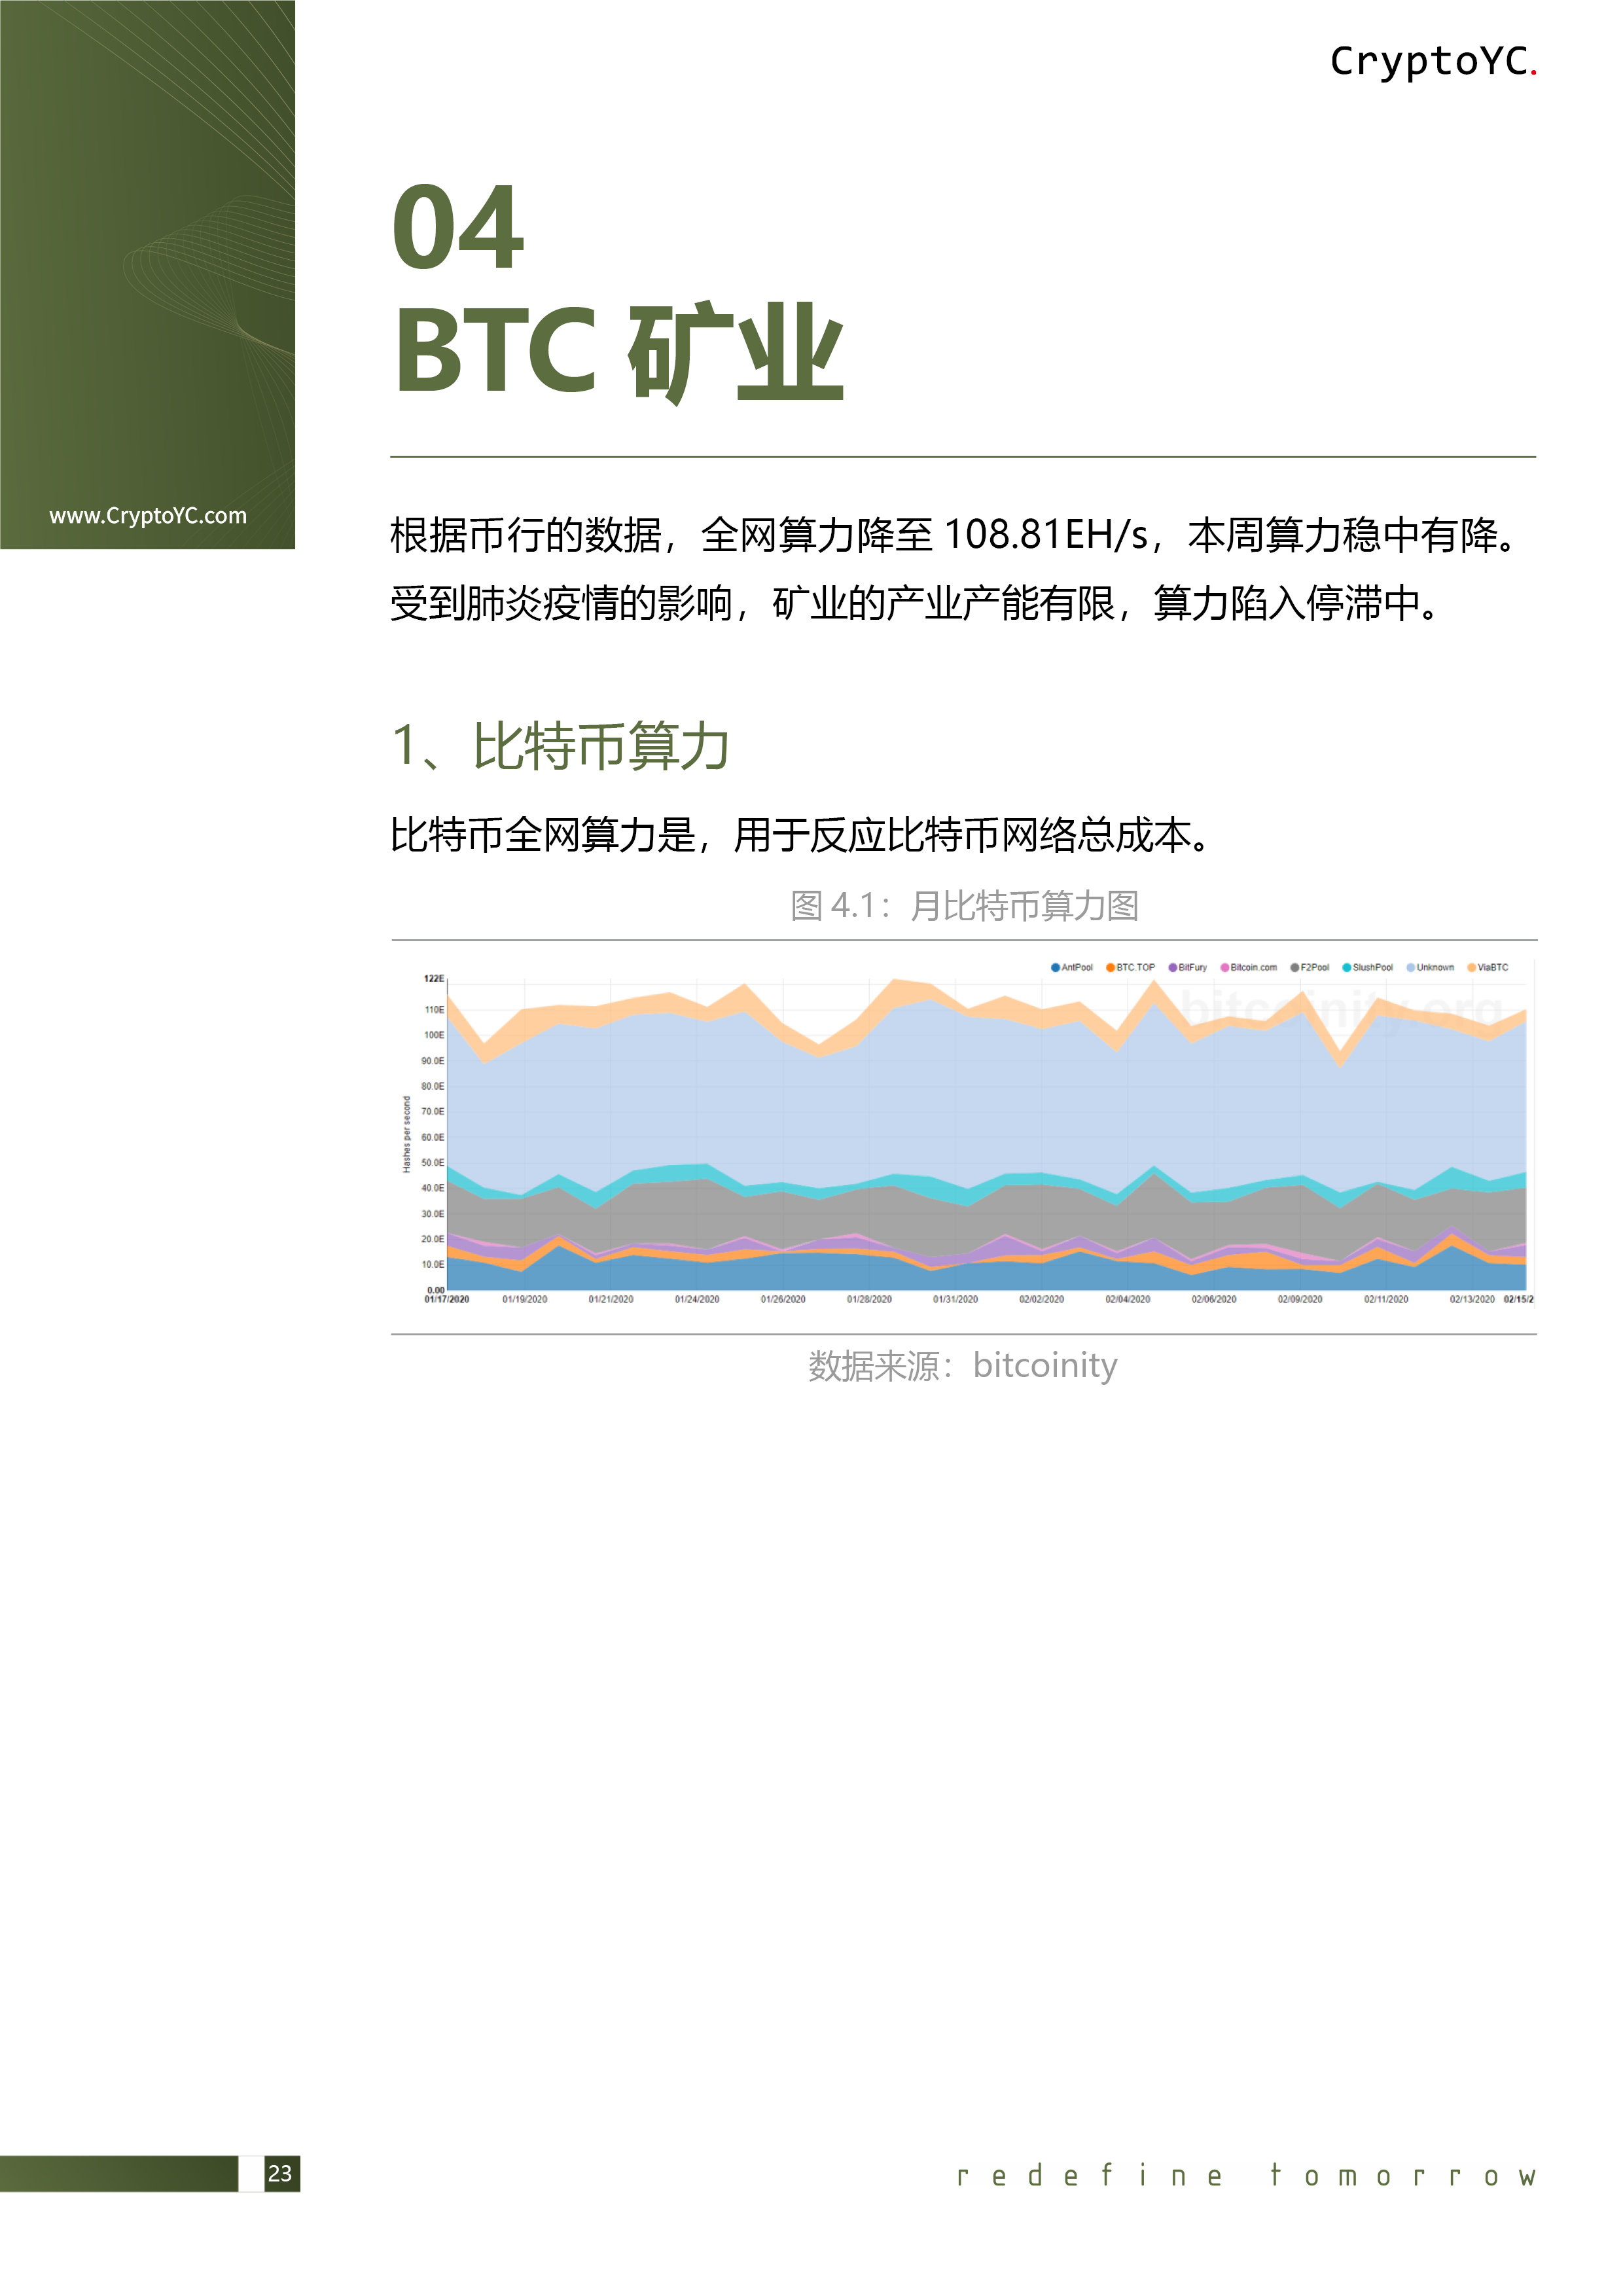 CryptoYC.
04
BTC 矿业
www.CryptoYC.com
根据币行的数据，全网算力降至 108.81EH/s，本周算力稳中有降。
受到肺炎疫情的影响，矿业的产业产能有限，算力陷入停滞中。
1、比特币算力
比特币全网算力是，用于反应比特币网络总成本。
图 4.1：月比特币算力图
AntPool BTC.TOP BitFury Bitcoin.com F2Pool SlushPool Unknown ViaBTC
bitcoinity.org
122E
110E
100E
90.0E
80.0E
70.0E
60.0E
50.0E
40.0E
30.0E
20.0E
10.0E
0.00
Hashes per second
01/17/2020 01/19/2020 01/21/2020 01/24/2020 01/26/2020 01/28/2020 01/31/2020 02/02/2020 02/04/2020 02/06/2020 02/09/2020 02/11/2020 02/13/2020 02/15/2
数据来源：bitcoinity
23
redefine tomorrow